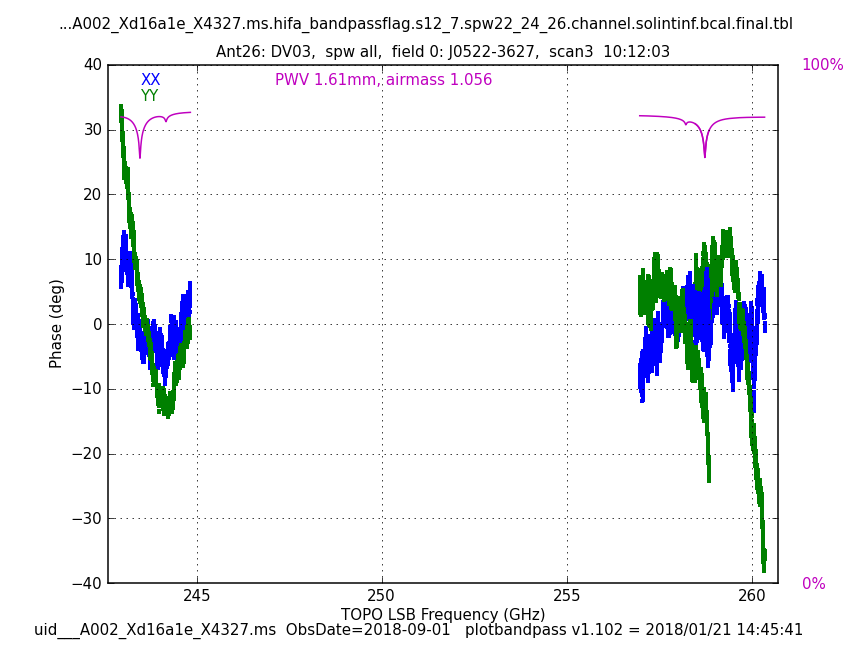 ...A002_Xd16a1e_X4327.ms.hifa_bandpassflag.s12_7.spw22_24_26.channel.solintinf.bcal.final.tbl
Ant26: DV03,  spw all,  field 0: J0522-3627,  scan3  10:12:03
XX
YY
PWV 1.61mm, airmass 1.056
100%
0%
40
30
20
10
0
−10
−20
−30
−40
Phase (deg)
245
250
255
260
TOPO LSB Frequency (GHz)
uid___A002_Xd16a1e_X4327.ms  ObsDate=2018-09-01   plotbandpass v1.102 = 2018/01/21 14:45:41